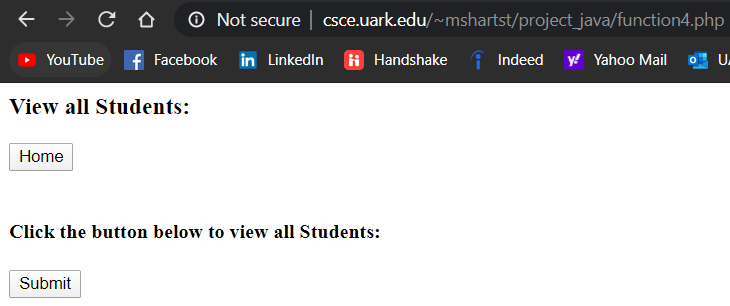 Not secure | csce.uark.edu/~mshartst/project_java/function4.php
YouTube Facebook LinkedIn Handshake Indeed Yahoo Mail UA
View all Students:
Home
Click the button below to view all Students:
Submit